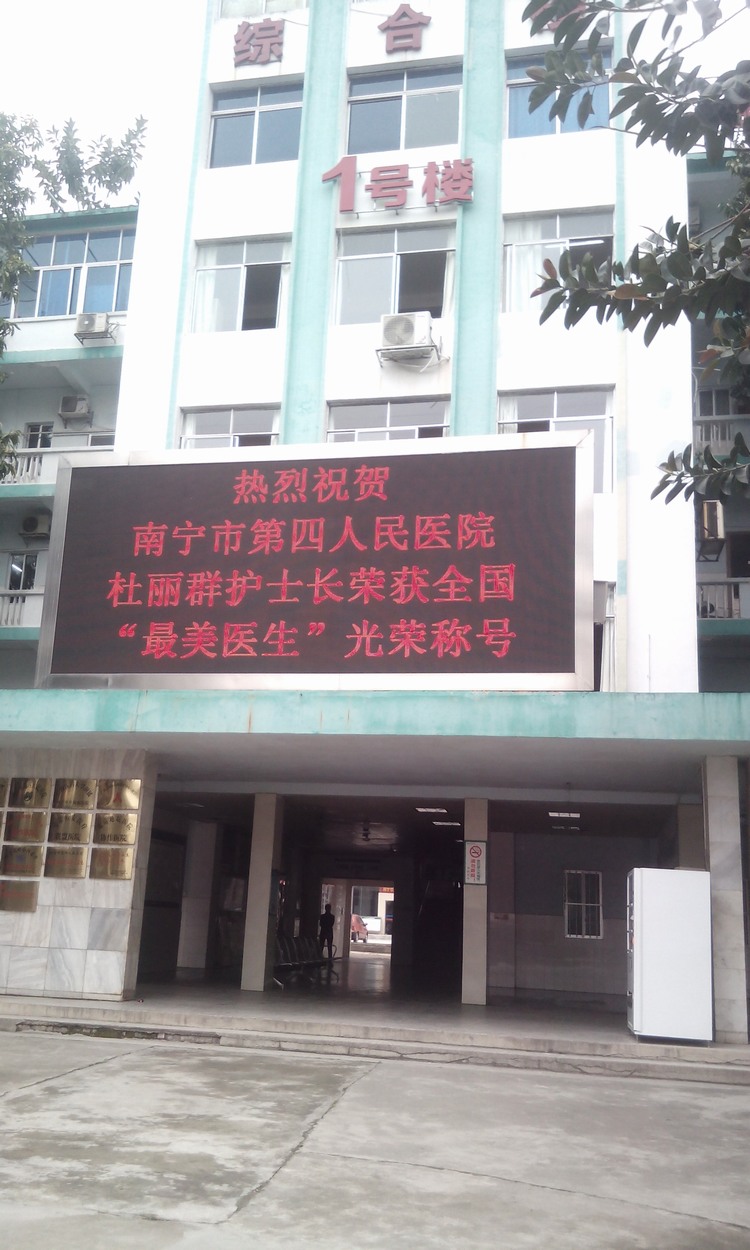 综合
1号楼
热烈祝贺
南宁市第四人民医院
杜丽群护士长荣获全国
“最美医生”光荣称号